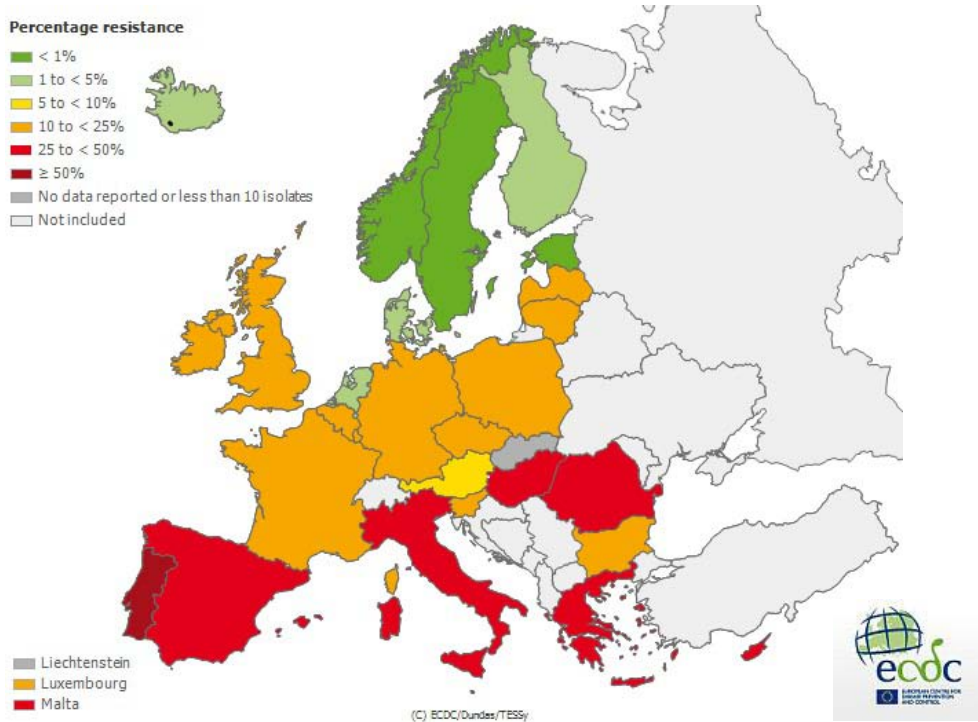 Percentage resistance
< 1%
1 to < 5%
5 to < 10%
10 to < 25%
25 to < 50%
≥ 50%
No data reported or less than 10 isolates
Not included
Liechtenstein
Luxembourg
Malta
(C) ECDC/Dundas/TESSy
ecdc
EUROPEAN CENTRE FOR
DISEASE PREVENTION
AND CONTROL